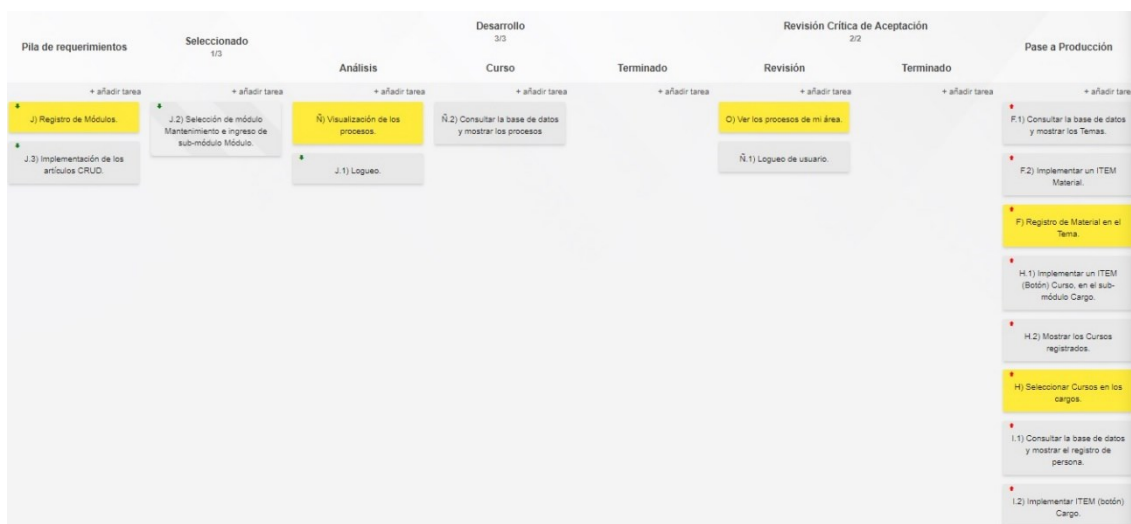 Pila de requerimientos
Seleccionado
1/3
Desarrollo
3/3
Análisis
Curso
Terminado
Revisión Crítica de Aceptación
2/2
Revisión
Terminado
Pase a Producción
+ añadir tarea
+ añadir tarea
+ añadir tarea
+ añadir tarea
+ añadir tarea
+ añadir tarea
+ añadir tarea
+ añadir tare
J) Registro de Módulos.
J.3) Implementación de los
artículos CRUD.
J.2) Selección de módulo
Mantenimiento e ingreso de
sub-módulo Módulo.
Ñ) Visualización de los
procesos.
J.1) Logueo.
Ñ.2) Consultar la base de datos
y mostrar los procesos
O) Ver los procesos de mi área.
Ñ.1) Logueo de usuario.
F.1) Consultar la base de datos
y mostrar los Temas.
F.2) Implementar un ITEM
Material.
F) Registro de Material en el
Tema.
H.1) Implementar un ITEM
(Botón) Curso, en el sub-
módulo Cargo.
H.2) Mostrar los Cursos
registrados.
H) Seleccionar Cursos en los
cargos.
I.1) Consultar la base de datos
y mostrar el registro de
persona.
I.2) Implementar ITEM (botón)
Cargo.